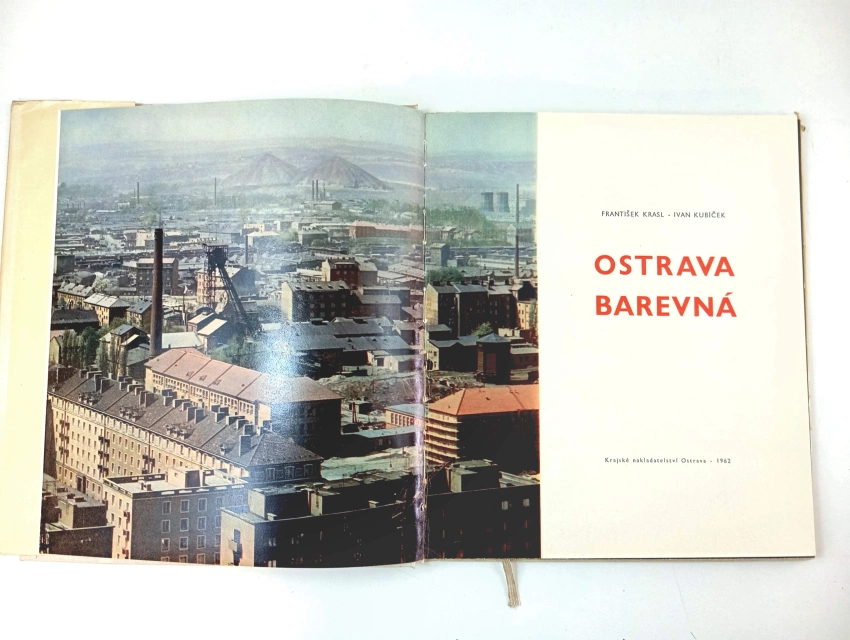 FRANTIŠEK KRASL - IVAN KUBÍČEK
OSTRAVA
BAREVNÁ
Krajské nakladatelství Ostrava - 1962